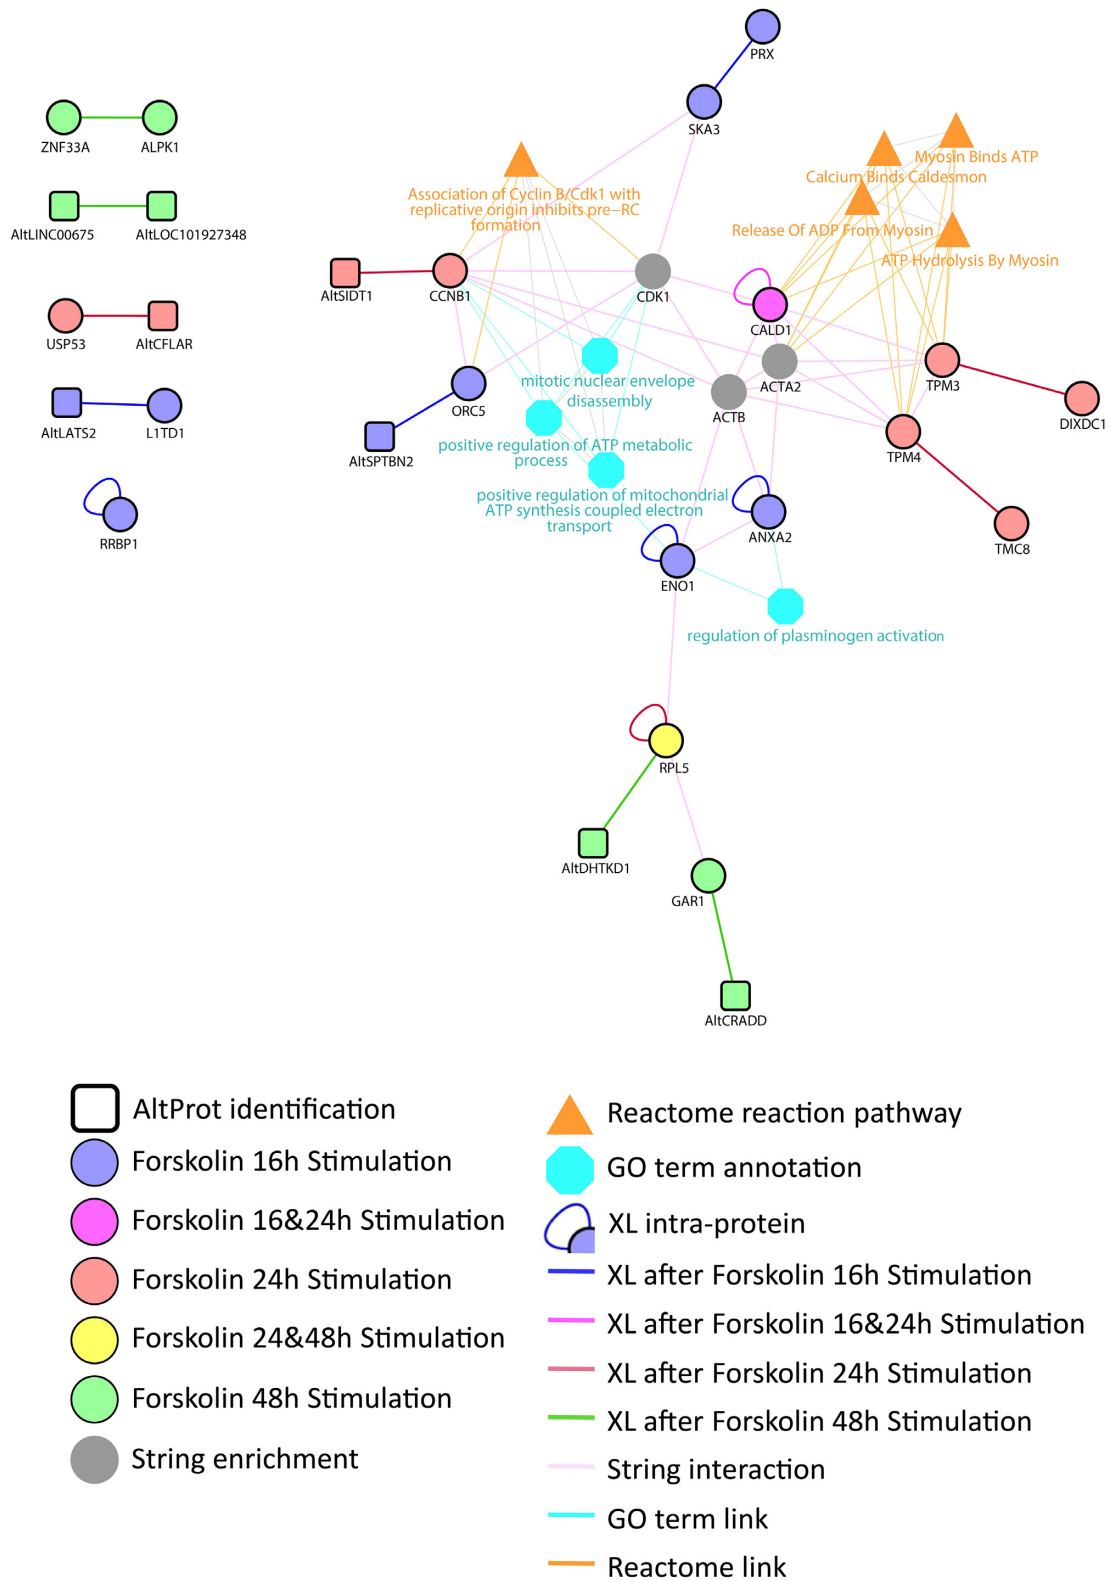 PRX
SKA3
ZNF33A
ALPK1
Myosin Binds ATP
Calcium Binds Caldesmon
Association of Cyclin B/Cdk1 with
replicative origin inhibits pre−RC
formation
AltLINC00675
AltLOC101927348
Release Of ADP From Myosin
ATP Hydrolysis By Myosin
AltSIDT1
CCNB1
CDK1
CALD1
USP53
AltCFLAR
mitotic nuclear envelope
disassembly
ACTA2
TPM3
ORC5
ACTB
DIXDC1
AltLATS2
L1TD1
positive regulation of ATP metabolic
process
AltSPTBN2
TPM4
positive regulation of mitochondrial
ATP synthesis coupled electron
transport
ANXA2
RRBP1
TMC8
ENO1
regulation of plasminogen activation
RPL5
AltDHTKD1
GAR1
AltCRADD
AltProt identification
Forskolin 16h Stimulation
Forskolin 16&24h Stimulation
Forskolin 24h Stimulation
Forskolin 24&48h Stimulation
Forskolin 48h Stimulation
String enrichment
Reactome reaction pathway
GO term annotation
XL intra-protein
XL after Forskolin 16h Stimulation
XL after Forskolin 16&24h Stimulation
XL after Forskolin 24h Stimulation
XL after Forskolin 48h Stimulation
String interaction
GO term link
Reactome link